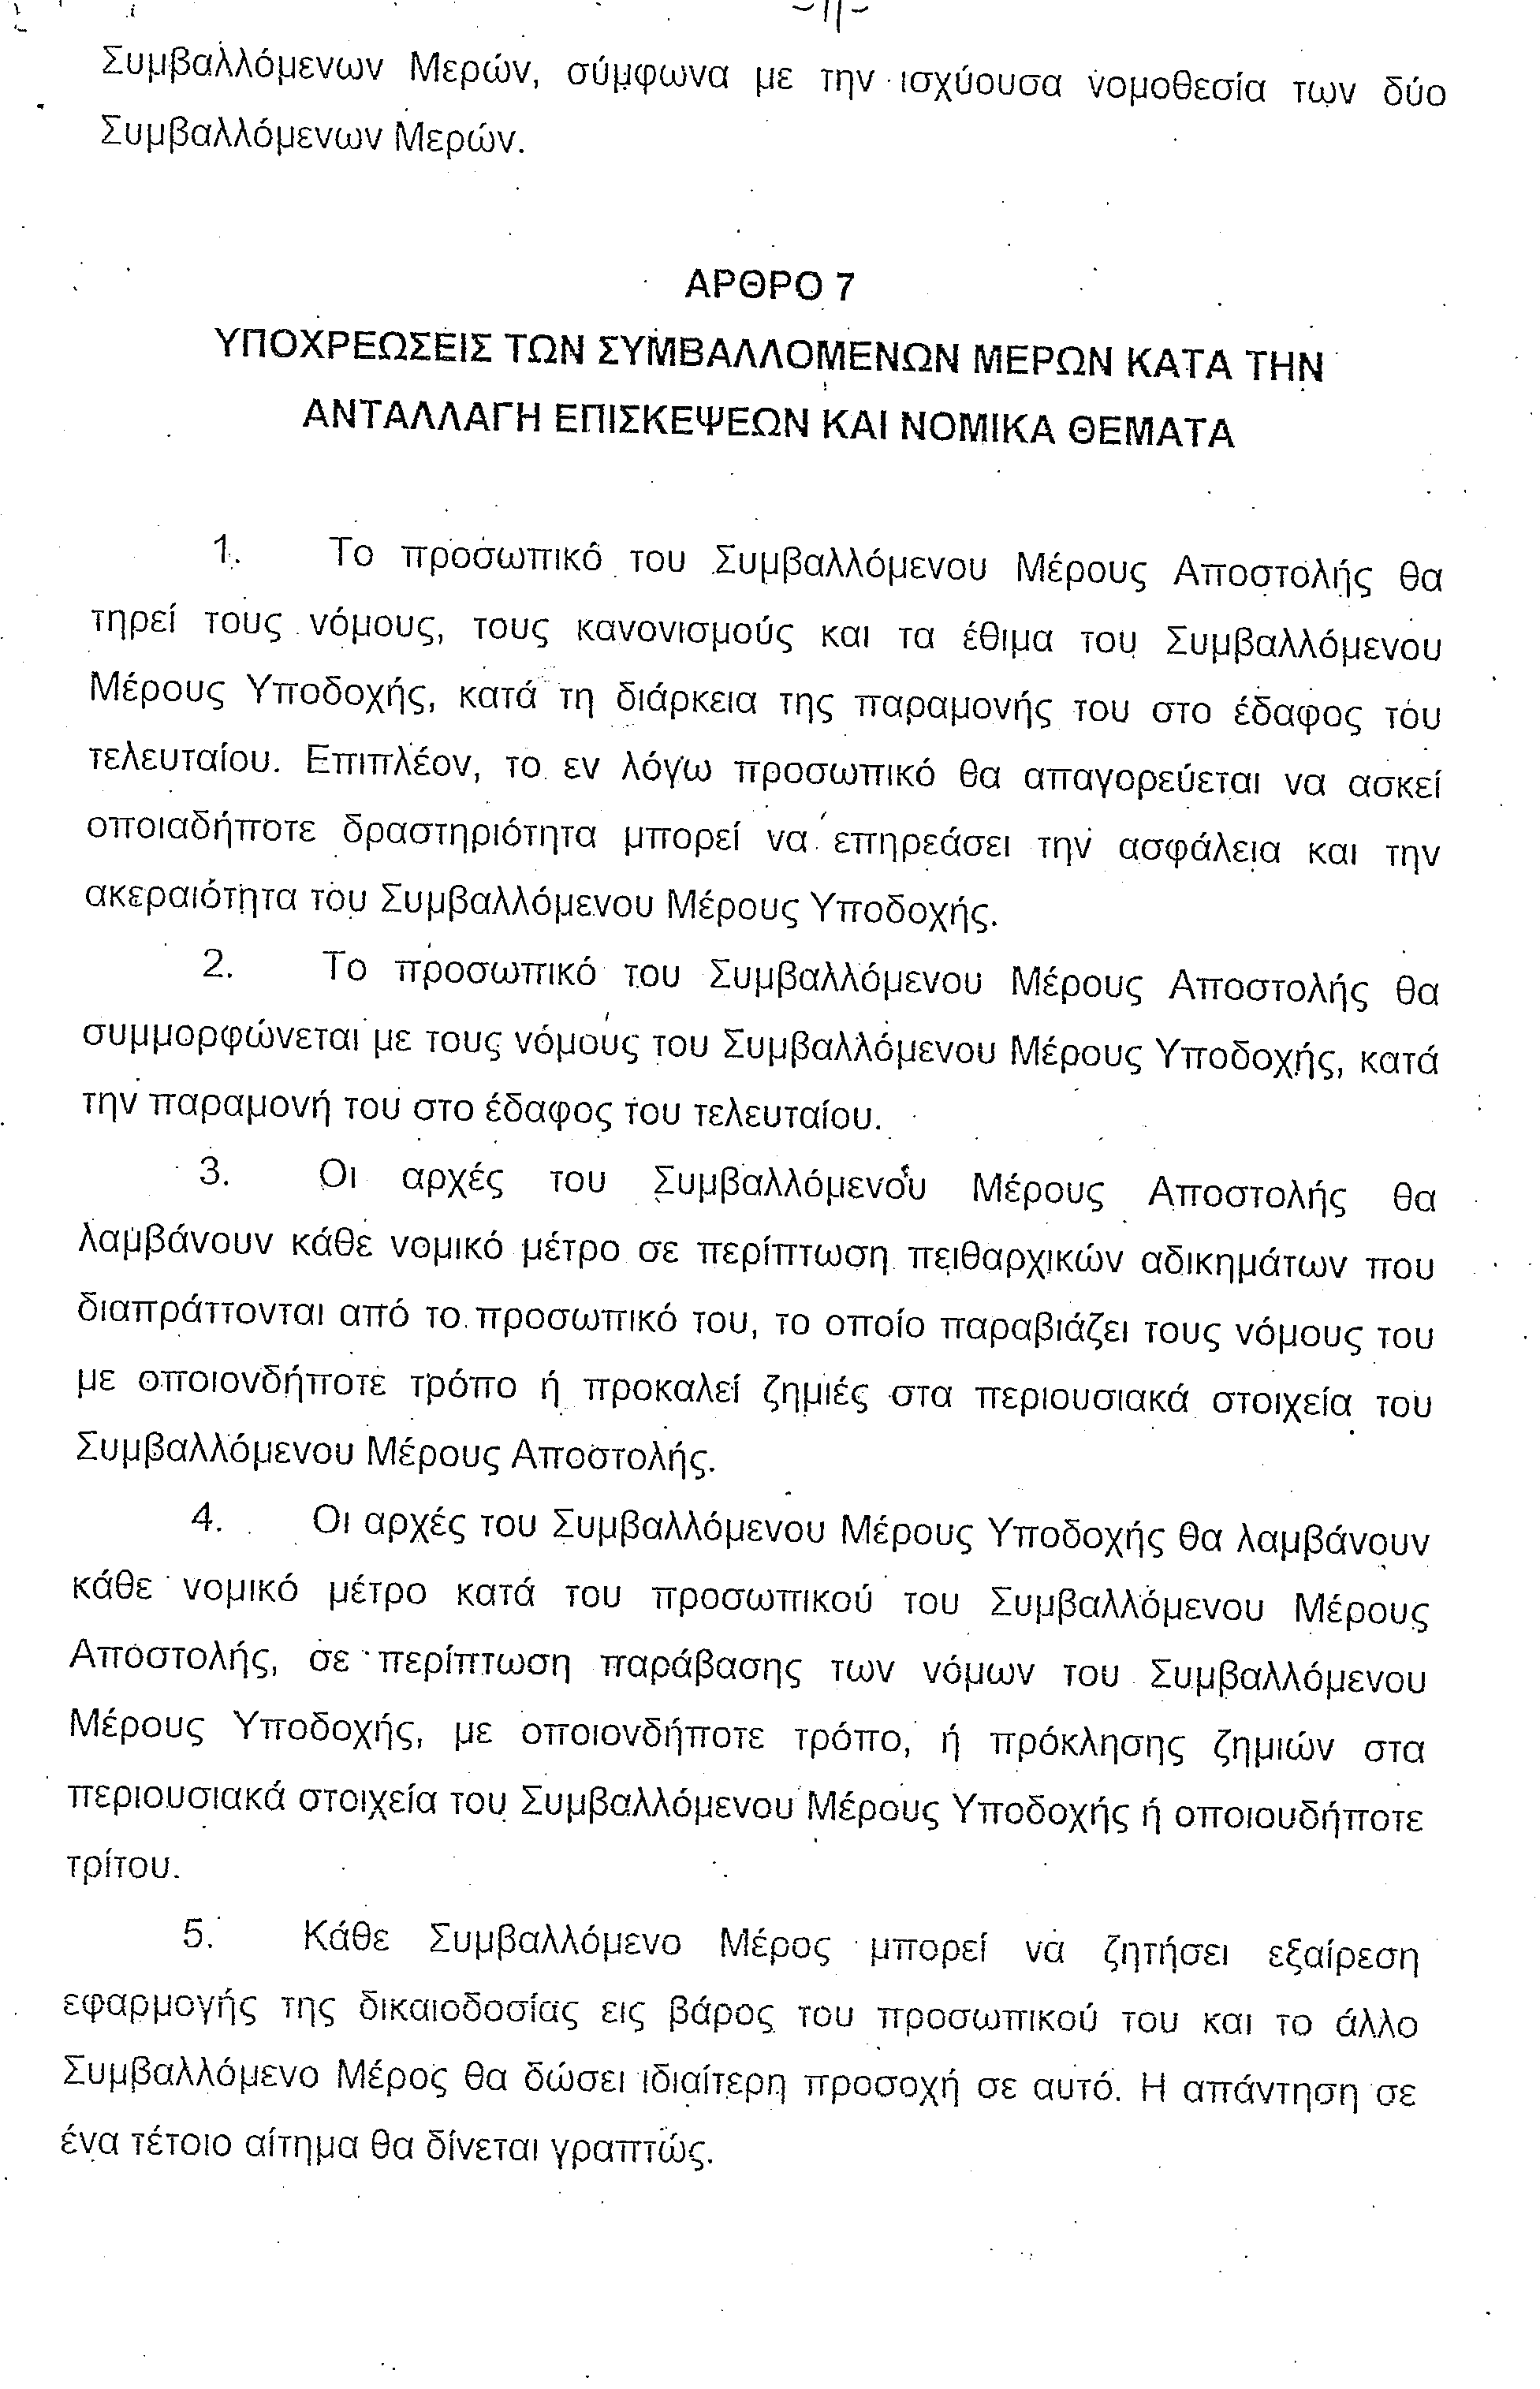 -11-
Συμβαλλόμενων Μερών, σύμφωνα με την ισχύουσα νομοθεσία των δύο
Συμβαλλόμενων Μερών.
ΑΡΘΡΟ 7
ΥΠΟΧΡΕΩΣΕΙΣ ΤΩΝ ΣΥΜΒΑΛΛΟΜΕΝΩΝ ΜΕΡΩΝ ΚΑΤΑ ΤΗΝ
ΑΝΤΑΛΛΑΓΗ ΕΠΙΣΚΕΨΕΩΝ ΚΑΙ ΝΟΜΙΚΑ ΘΕΜΑΤΑ
1. Το προσωπικό του Συμβαλλόμενου Μέρους Αποστολής θα
τηρεί τους νόμους, τους κανονισμούς και τα έθιμα του Συμβαλλόμενου
Μέρους Υποδοχής, κατά τη διάρκεια της παραμονής του στο έδαφος του
τελευταίου. Επιπλέον, το εν λόγω προσωπικό θα απαγορεύεται να ασκεί
οποιαδήποτε δραστηριότητα μπορεί να επηρεάσει την ασφάλεια και την
ακεραιότητα του Συμβαλλόμενου Μέρους Υποδοχής.
2. Το προσωπικό του Συμβαλλόμενου Μέρους Αποστολής θα
συμμορφώνεται με τους νόμους του Συμβαλλόμενου Μέρους Υποδοχής, κατά
την παραμονή του στο έδαφος του τελευταίου.
3. Οι αρχές του Συμβαλλόμενου Μέρους Αποστολής θα
λαμβάνουν κάθε νομικό μέτρο σε περίπτωση πειθαρχικών αδικημάτων που
διαπράττονται από το προσωπικό του, το οποίο παραβιάζει τους νόμους του
με οποιονδήποτε τρόπο ή προκαλεί ζημιές στα περιουσιακά στοιχεία του
Συμβαλλόμενου Μέρους Αποστολής.
4. Οι αρχές του Συμβαλλόμενου Μέρους Υποδοχής θα λαμβάνουν
κάθε νομικό μέτρο κατά του προσωπικού του Συμβαλλόμενου Μέρους
Αποστολής, σε περίπτωση παράβασης των νόμων του Συμβαλλόμενου
Μέρους Υποδοχής, με οποιονδήποτε τρόπο, ή πρόκλησης ζημιών στα
περιουσιακά στοιχεία του Συμβαλλόμενου Μέρους Υποδοχής ή οποιουδήποτε
τρίτου.
5. Κάθε Συμβαλλόμενο Μέρος μπορεί να ζητήσει εξαίρεση
εφαρμογής της δικαιοδοσίας εις βάρος του προσωπικού του και το άλλο
Συμβαλλόμενο Μέρος θα δώσει ιδιαίτερη προσοχή σε αυτό. Η απάντηση σε
ένα τέτοιο αίτημα θα δίνεται γραπτώς.